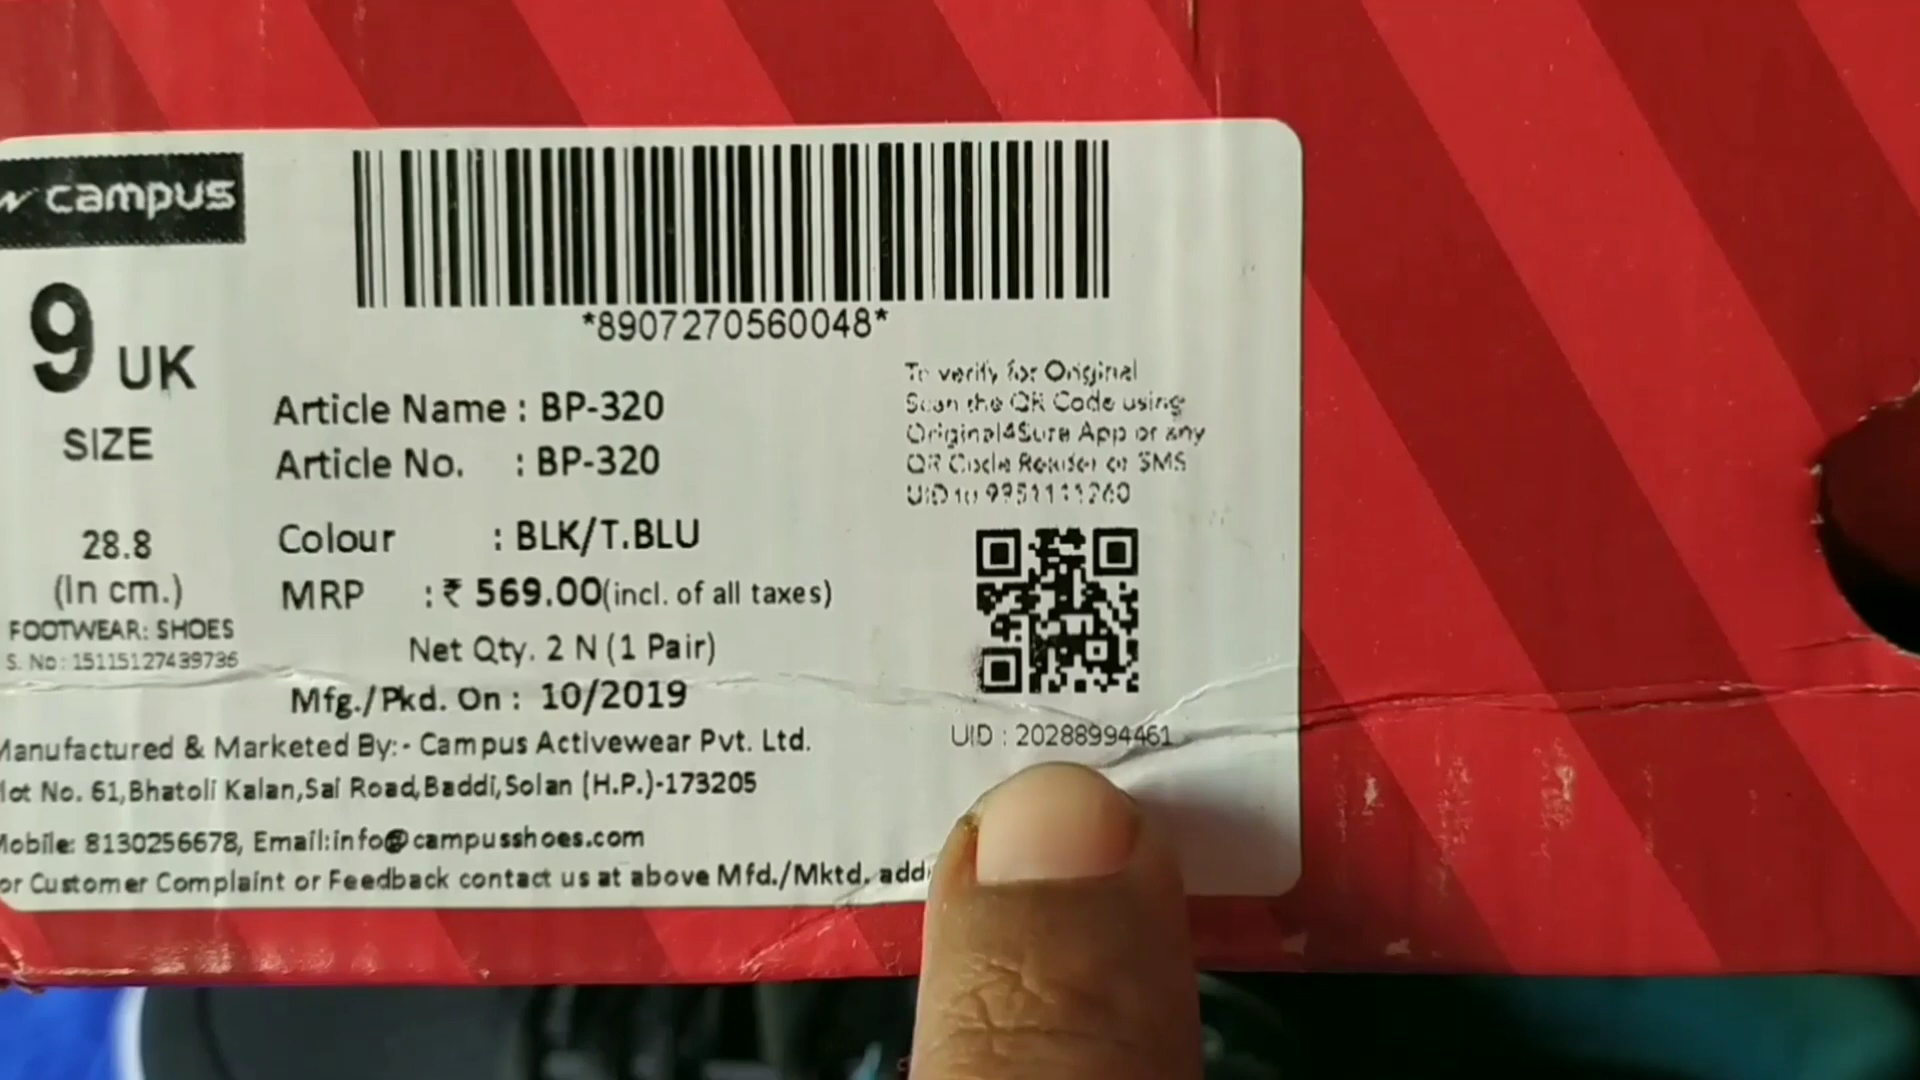 campus
*8907270560048*
9 UK
SIZE
28.8
(In cm.)
FOOTWEAR: SHOES
S. No: 15115127439736
Article Name : BP-320
Article No. : BP-320
Colour : BLK/T.BLU
MRP : ₹ 569.00(incl. of all taxes)
Net Qty. 2 N (1 Pair)
Mfg./Pkd. On : 10/2019
Manufactured & Marketed By:- Campus Activewear Pvt. Ltd.
No. 61,Bhatoli Kalan,Sai Road,Baddi,Solan (H.P.)-173205
Mobile: 8130256678, Email:info@campusshoes.com
or Customer Complaint or Feedback contact us at above Mfd./Mktd.
To verify for Original
Scan the QR Code using
Original4Sure App or any
QR Code Reader or SMS
UID to
UID : 20288994461